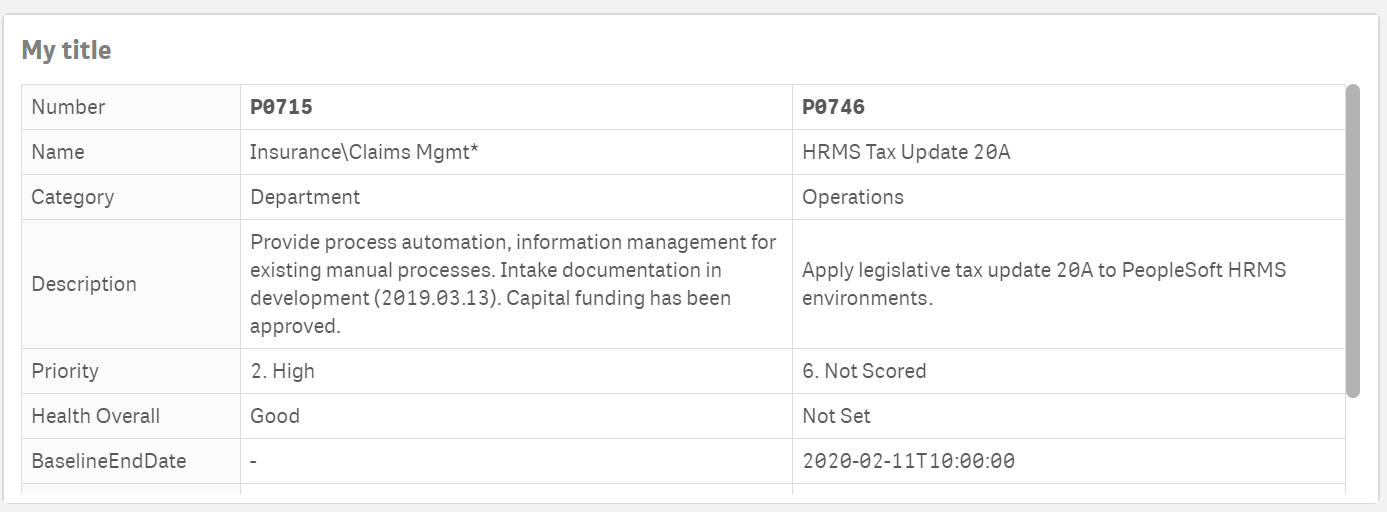 My title
Number P0715 P0746
Name Insurance\Claims Mgmt* HRMS Tax Update 20A
Category Department Operations
Description
Provide process automation, information management for
existing manual processes. Intake documentation in
development (2019.03.13). Capital funding has been
approved.
Apply legislative tax update 20A to PeopleSoft HRMS
environments.
Priority 2. High 6. Not Scored
Health Overall Good Not Set
BaselineEndDate - 2020-02-11T10:00:00